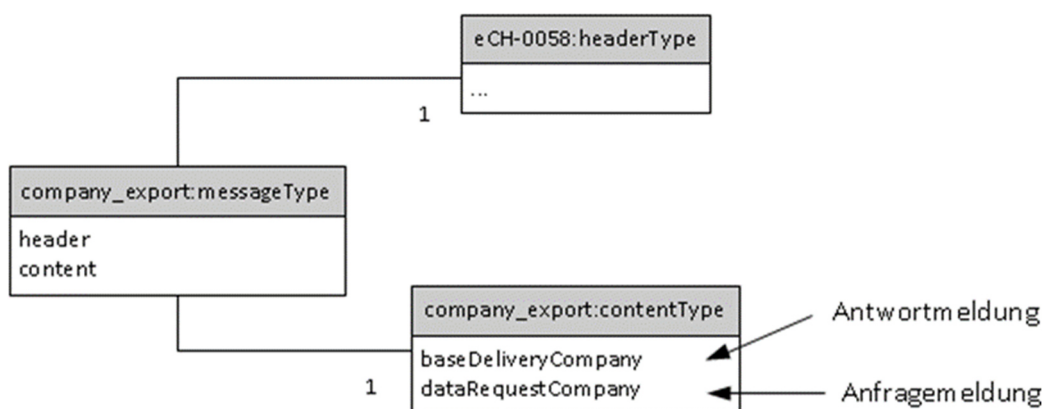 eCH-0058:headerType
...
1
company_export:messageType
header
content
company_export:contentType
baseDeliveryCompany
dataRequestCompany
1
Antwortmeldung
Anfragemeldung